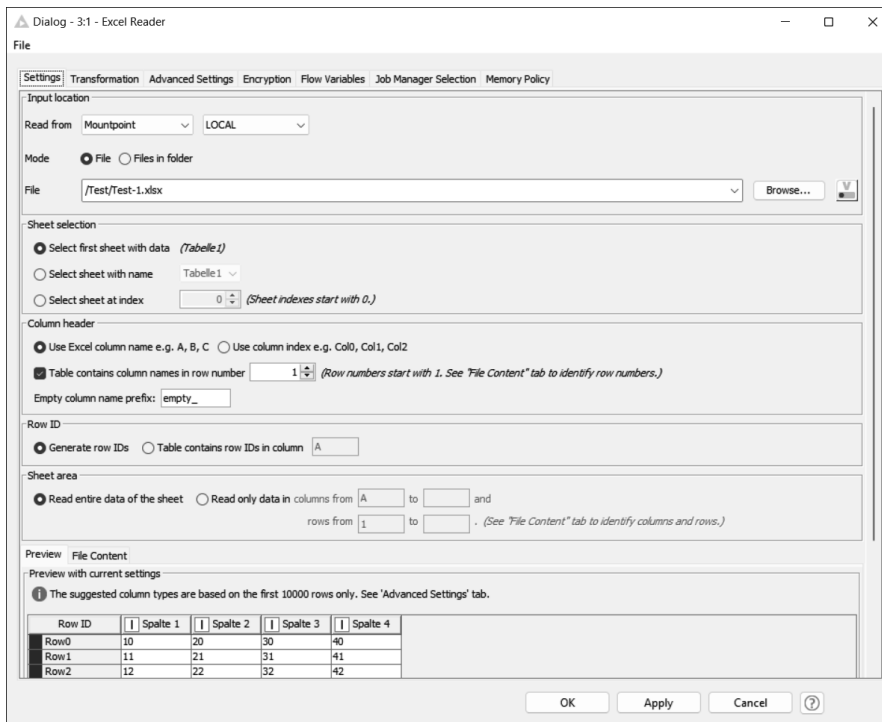 Dialog - 3:1 - Excel Reader
File
Settings Transformation Advanced Settings Encryption Flow Variables Job Manager Selection Memory Policy
Input location
Read from Mountpoint LOCAL
Mode File Files in folder
File /Test/Test-1.xlsx Browse... V
Sheet selection
Select first sheet with data (Tabelle1)
Select sheet with name Tabelle1
Select sheet at index 0 (Sheet indexes start with 0.)
Column header
Use Excel column name e.g. A, B, C Use column index e.g. Col0, Col1, Col2
Table contains column names in row number 1 (Row numbers start with 1. See "File Content" tab to identify row numbers.)
Empty column name prefix: empty_
Row ID
Generate row IDs Table contains row IDs in column A
Sheet area
Read entire data of the sheet Read only data in columns from A to and
rows from 1 to . (See "File Content" tab to identify columns and rows.)
Preview File Content
Preview with current settings
The suggested column types are based on the first 10000 rows only. See 'Advanced Settings' tab.
Row ID I Spalte 1 I Spalte 2 I Spalte 3 I Spalte 4
Row0 10 20 30 40
Row1 11 21 31 41
Row2 12 22 32 42
OK Apply Cancel ?